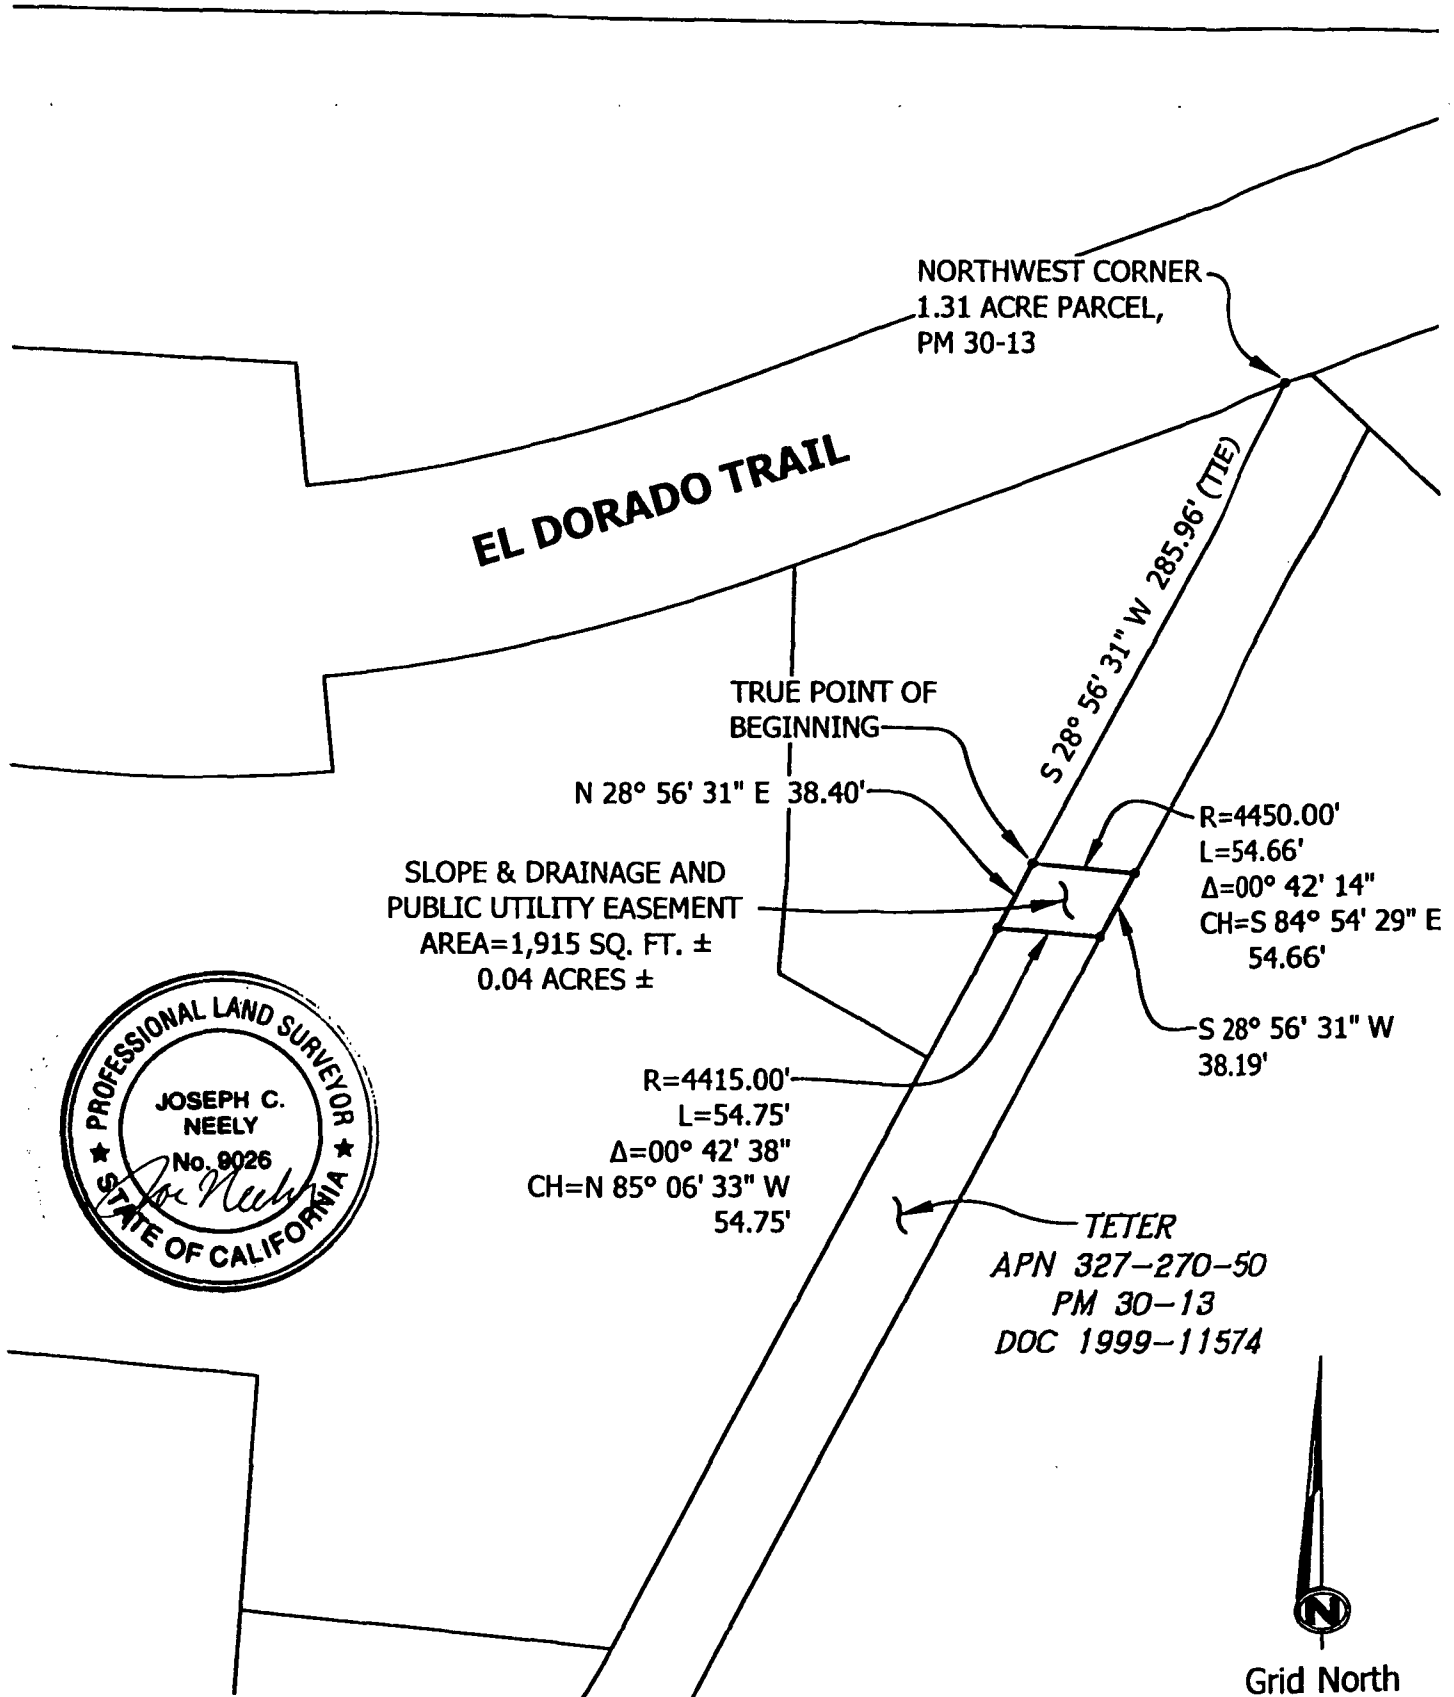 NORTHWEST CORNER
1.31 ACRE PARCEL,
PM 30-13
EL DORADO TRAIL
S 28° 56' 31" W 285.96' (TIE)
TRUE POINT OF
BEGINNING
N 28° 56' 31" E 38.40'
R=4450.00'
L=54.66'
Δ=00° 42' 14"
CH=S 84° 54' 29" E
54.66'
SLOPE & DRAINAGE AND
PUBLIC UTILITY EASEMENT
AREA=1,915 SQ. FT. ±
0.04 ACRES ±
S 28° 56' 31" W
38.19'
R=4415.00'
L=54.75'
Δ=00° 42' 38"
CH=N 85° 06' 33" W
54.75'
PROFESSIONAL LAND SURVEYOR
JOSEPH C.
NEELY
No. 9026
Joe Neely
★ STATE OF CALIFORNIA ★
TETER
APN 327-270-50
PM 30-13
DOC 1999-11574
N
Grid North